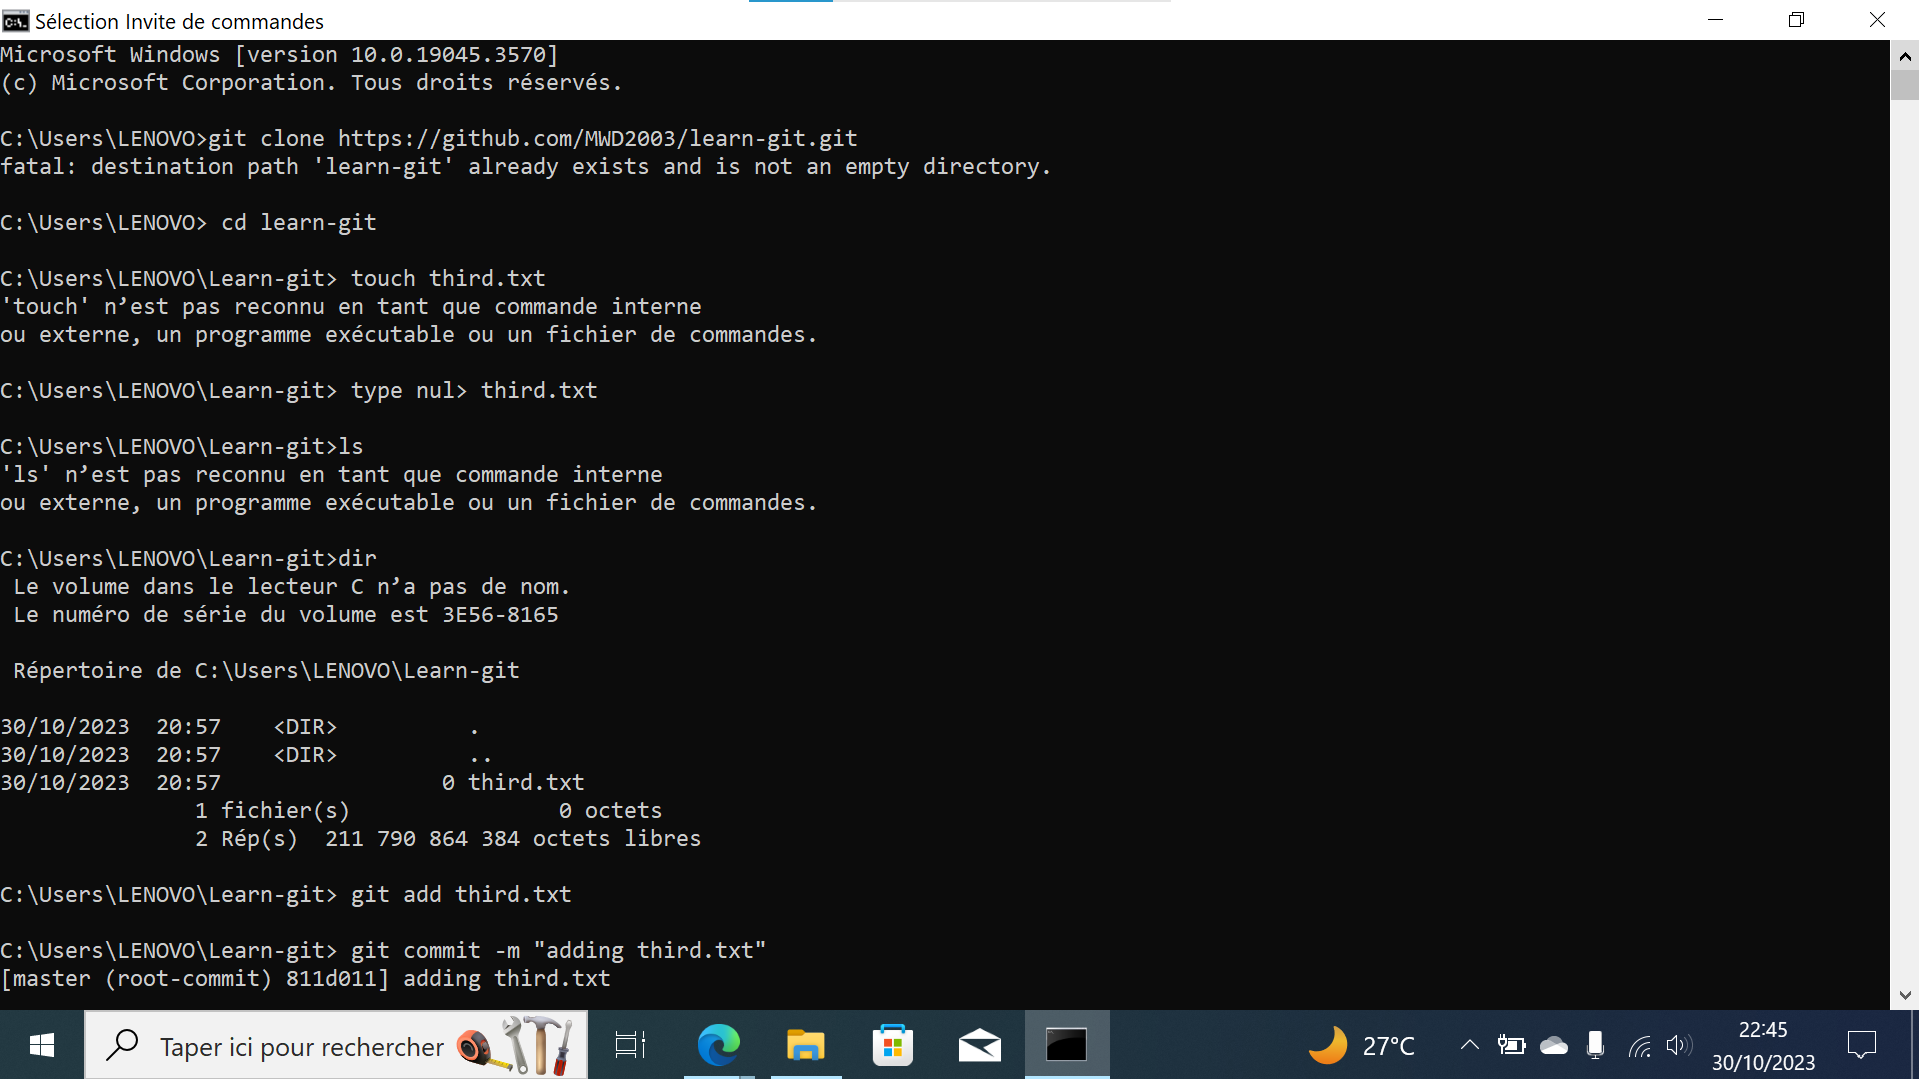 Sélection Invite de commandes
Microsoft Windows [version 10.0.19045.3570]
(c) Microsoft Corporation. Tous droits réservés.
C:\Users\LENOVO>git clone https://github.com/MWD2003/learn-git.git
fatal: destination path 'learn-git' already exists and is not an empty directory.
C:\Users\LENOVO> cd learn-git
C:\Users\LENOVO\Learn-git> touch third.txt
'touch' n’est pas reconnu en tant que commande interne
ou externe, un programme exécutable ou un fichier de commandes.
C:\Users\LENOVO\Learn-git> type nul> third.txt
C:\Users\LENOVO\Learn-git>ls
'ls' n’est pas reconnu en tant que commande interne
ou externe, un programme exécutable ou un fichier de commandes.
C:\Users\LENOVO\Learn-git>dir
Le volume dans le lecteur C n’a pas de nom.
Le numéro de série du volume est 3E56-8165
Répertoire de C:\Users\LENOVO\Learn-git
30/10/2023  20:57    <DIR>          .
30/10/2023  20:57    <DIR>          ..
30/10/2023  20:57                 0 third.txt
1 fichier(s)                0 octets
2 Rép(s)  211 790 864 384 octets libres
C:\Users\LENOVO\Learn-git> git add third.txt
C:\Users\LENOVO\Learn-git> git commit -m "adding third.txt"
[master (root-commit) 811d011] adding third.txt
Taper ici pour rechercher
27°C
22:45
30/10/2023